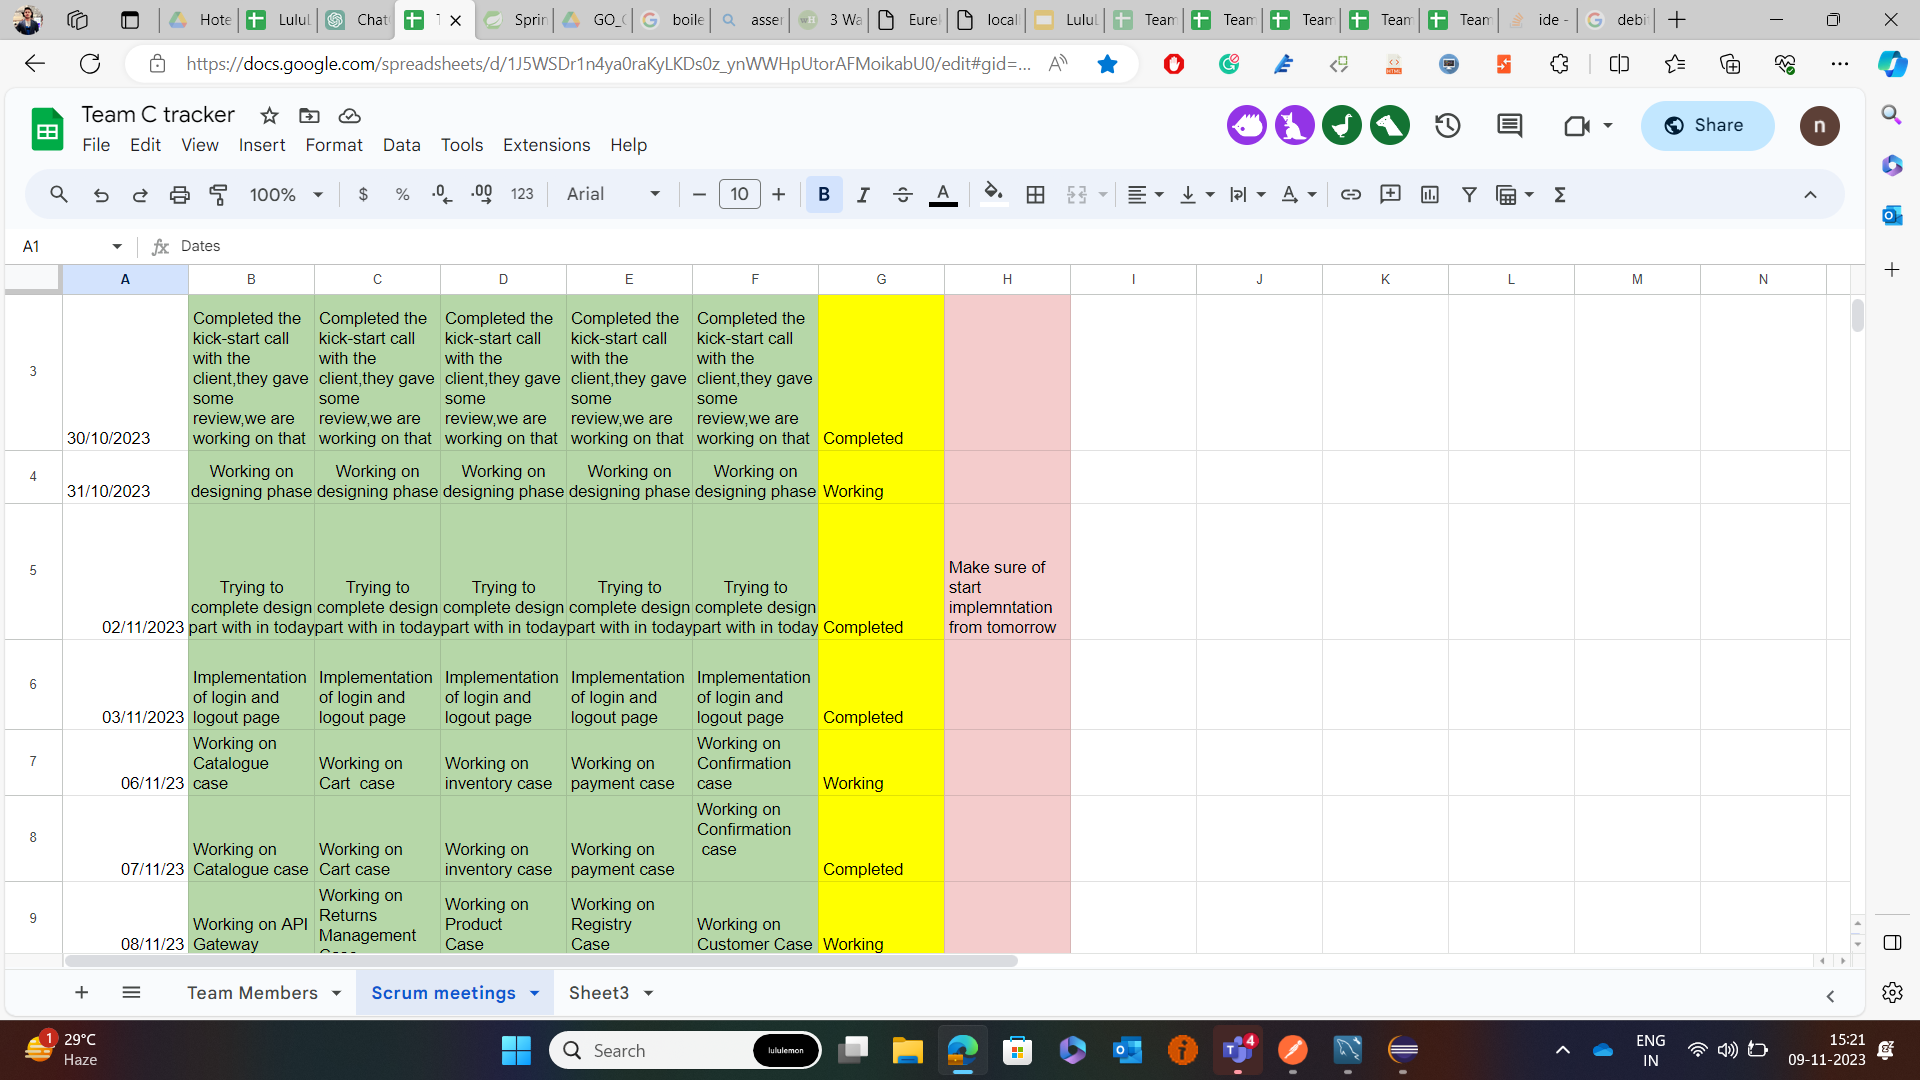 Hote
Lulul
Chat
T
Sprin
GO_
boile
asser
3 Wa
Eurek
locall
Lulul
Team
Team
Team
Team
Team
ide -
debi
https://docs.google.com/spreadsheets/d/1J5WSDr1n4ya0raKyLKDs0z_ynWWHpUtorAFMoikabU0/edit#gid=...
Team C tracker
File Edit View Insert Format Data Tools Extensions Help
Share
n
100% $ % .0 .00 123 Arial 10 B I A
A1 fx Dates
A B C D E F G H I J K L M N
3
30/10/2023
Completed the
kick-start call
with the
client,they gave
some
review,we are
working on that
Completed the
kick-start call
with the
client,they gave
some
review,we are
working on that
Completed the
kick-start call
with the
client,they gave
some
review,we are
working on that
Completed the
kick-start call
with the
client,they gave
some
review,we are
working on that
Completed the
kick-start call
with the
client,they gave
some
review,we are
working on that
Completed
4
31/10/2023
Working on
designing phase
Working on
designing phase
Working on
designing phase
Working on
designing phase
Working on
designing phase
Working
5
02/11/2023
Trying to
complete design
part with in today
Trying to
complete design
part with in today
Trying to
complete design
part with in today
Trying to
complete design
part with in today
Trying to
complete design
part with in today
Completed
Make sure of
start
implemntation
from tomorrow
6
03/11/2023
Implementation
of login and
logout page
Implementation
of login and
logout page
Implementation
of login and
logout page
Implementation
of login and
logout page
Implementation
of login and
logout page
Completed
7
06/11/23
Working on
Catalogue
case
Working on
Cart  case
Working on
inventory case
Working on
payment case
Working on
Confirmation
case
Working
8
07/11/23
Working on
Catalogue case
Working on
Cart case
Working on
inventory case
Working on
payment case
Working on
Confirmation
case
Completed
9
08/11/23
Working on API
Gateway
Working on
Returns
Management
Working on
Product
Case
Working on
Registry
Case
Working on
Customer Case
Working
Team Members
Scrum meetings
Sheet3
1
29°C
Haze
Search
lululemon
4
ENG
IN
15:21
09-11-2023